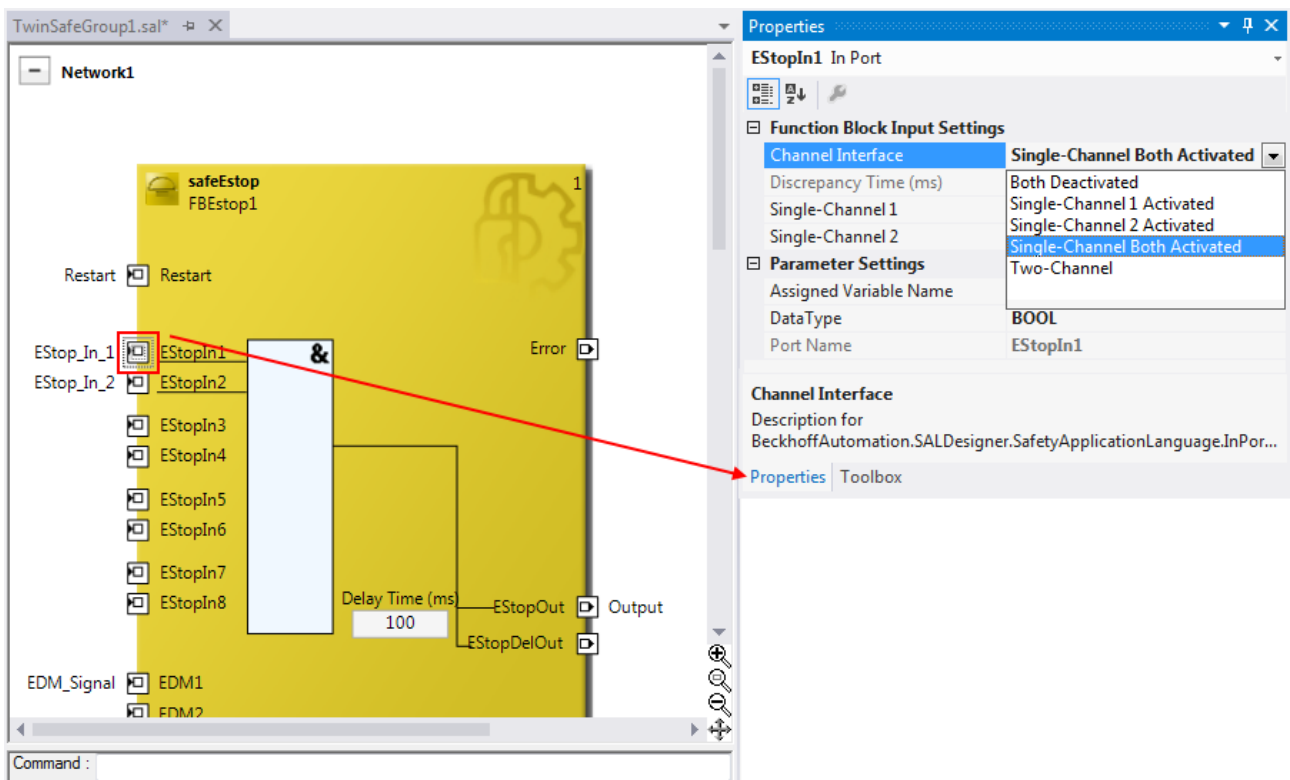 TwinSafeGroup1.sal*
Network1
safeEstop
1
FBEstop1
Restart
Restart
EStop_In_1
EStopIn1
&
Error
EStop_In_2
EStopIn2
EStopIn3
EStopIn4
EStopIn5
EStopIn6
EStopIn7
EStopIn8
Delay Time (ms)
100
EStopOut
Output
EStopDelOut
EDM_Signal
EDM1
EDM2
Command :
Properties
EStopIn1 In Port
Function Block Input Settings
Channel Interface
Single-Channel Both Activated
Discrepancy Time (ms)
Single-Channel 1
Single-Channel 2
Both Deactivated
Single-Channel 1 Activated
Single-Channel 2 Activated
Single-Channel Both Activated
Two-Channel
Parameter Settings
Assigned Variable Name
DataType
BOOL
Port Name
EStopIn1
Channel Interface
Description for
BeckhoffAutomation.SALDesigner.SafetyApplicationLanguage.InPor...
Properties
Toolbox